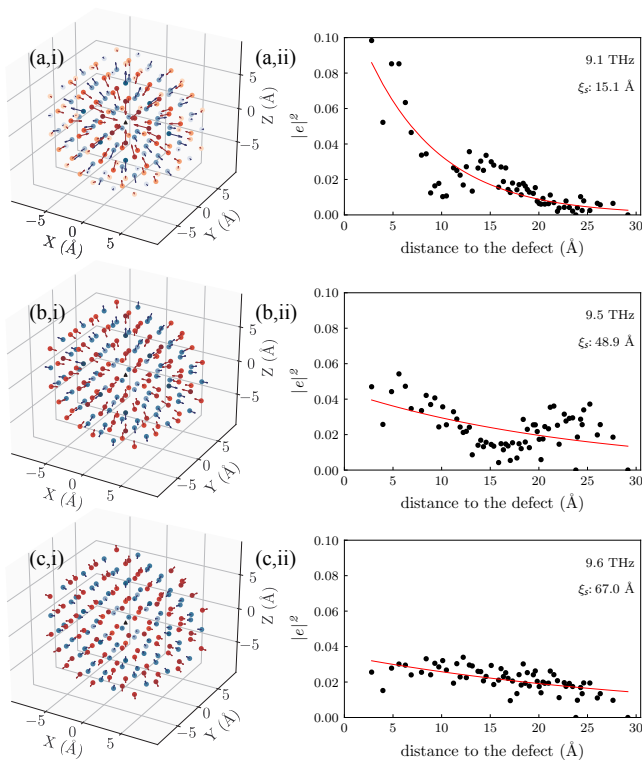 (a,i)
5
0
−5
Z (Å)
−5
0
5
X (Å)
−5
0
5
Y (Å)
(a,ii)
0.10
0.08
0.06
0.04
0.02
0.00
|e|²
9.1 THz
ξₛ: 15.1 Å
0 5 10 15 20 25 30
distance to the defect (Å)
(b,i)
5
0
−5
Z (Å)
−5
0
5
X (Å)
−5
0
5
Y (Å)
(b,ii)
0.10
0.08
0.06
0.04
0.02
0.00
|e|²
9.5 THz
ξₛ: 48.9 Å
0 5 10 15 20 25 30
distance to the defect (Å)
(c,i)
5
0
−5
Z (Å)
−5
0
5
X (Å)
−5
0
5
Y (Å)
(c,ii)
0.10
0.08
0.06
0.04
0.02
0.00
|e|²
9.6 THz
ξₛ: 67.0 Å
0 5 10 15 20 25 30
distance to the defect (Å)